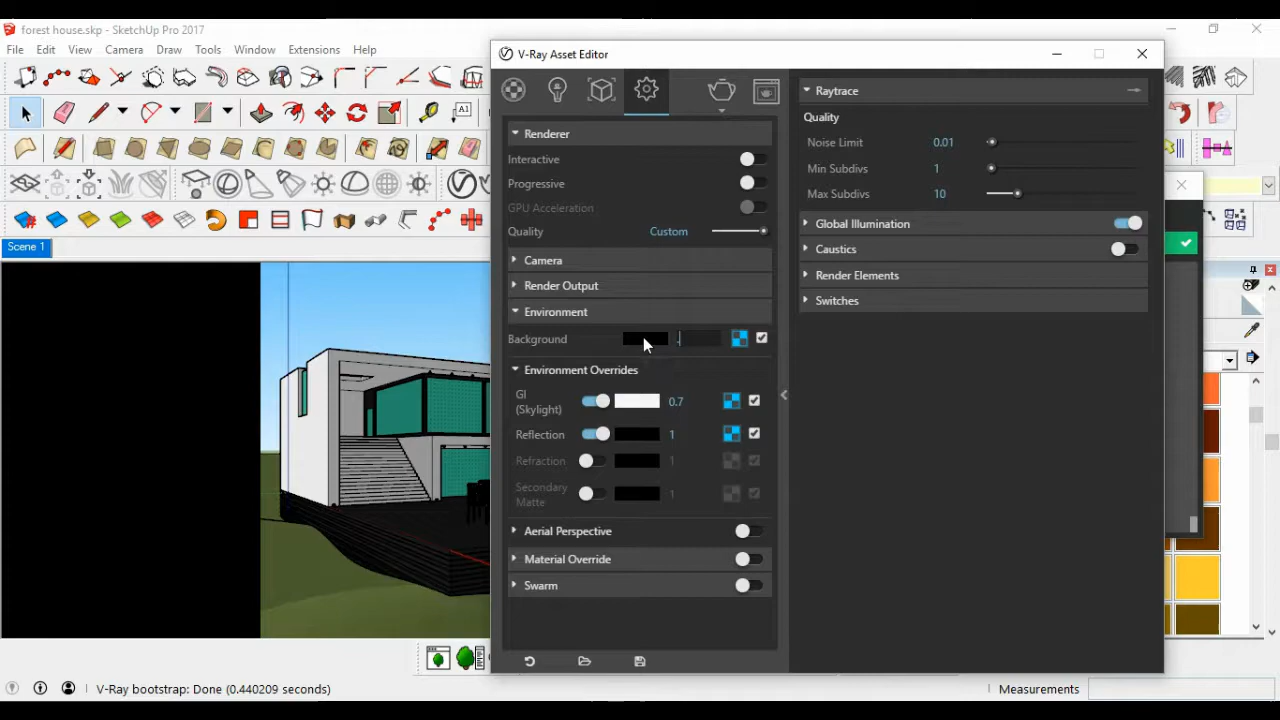 forest house.skp - SketchUp Pro 2017
File Edit View Camera Draw Tools Window Extensions Help
Scene 1
V-Ray Asset Editor
Renderer
Interactive
Progressive
GPU Acceleration
Quality Custom
Camera
Render Output
Environment
Background .
Environment Overrides
GI
(Skylight) 0.7
Reflection 1
Refraction 1
Secondary
Matte 1
Aerial Perspective
Material Override
Swarm
Raytrace
Quality
Noise Limit 0.01
Min Subdivs 1
Max Subdivs 10
Global Illumination
Caustics
Render Elements
Switches
V-Ray bootstrap: Done (0.440209 seconds)
Measurements